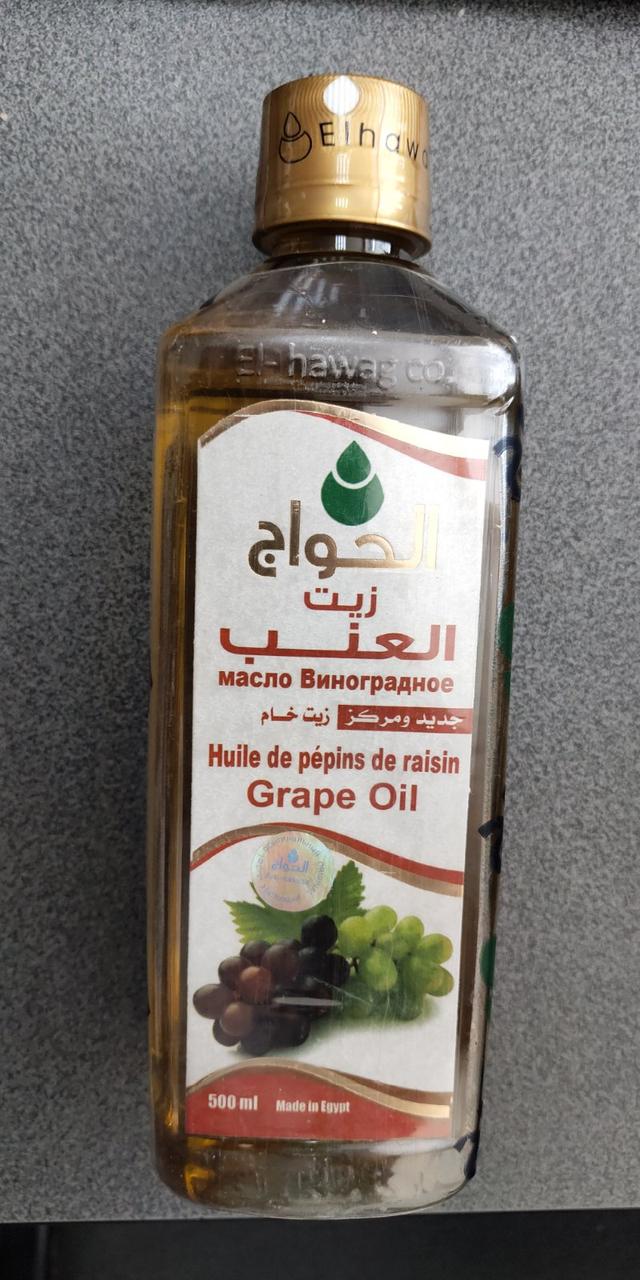 El-hawag co.
الحواج
زيت
العنب
масло Виноградное
جديد ومركز زيت خام
Huile de pépins de raisin
Grape Oil
الحواج
500 ml Made in Egypt